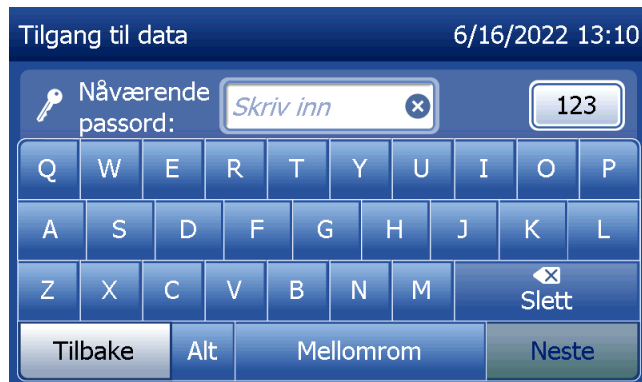 Tilgang til data 6/16/2022 13:10
Nåværende
passord:
Skriv inn
123
Q W E R T Y U I O P
A S D F G H J K L
Z X C V B N M
Slett
Tilbake Alt Mellomrom Neste